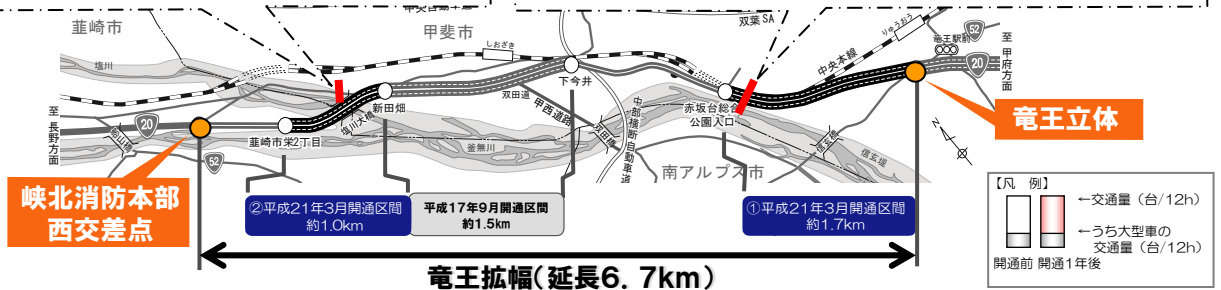 韮崎市
甲斐市
双葉SA
りゅうおう
竜王駅前
52
至
甲府方面
20
塩川
しおざき
中央本線
下今井
竜王立体
至
長野方面
20
新田畑
双田道
甲西道路
双田橋
中部横断自動車道
赤坂台総合
公園入口
塩川大橋
韮崎市栄2丁目
52
釜無川
信玄橋
信玄堤
N
南アルプス市
峡北消防本部
西交差点
②平成21年3月開通区間
約1.0km
平成17年9月開通区間
約1.5km
①平成21年3月開通区間
約1.7km
竜王拡幅(延長6.7km)
【凡 例】
←交通量(台/12h)
←うち大型車の
交通量(台/12h)
開通前 開通1年後